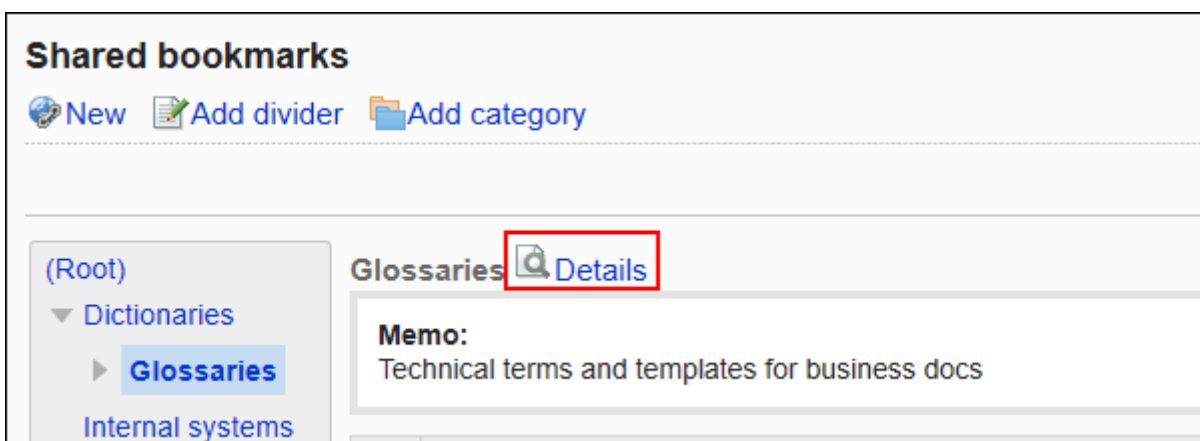 Shared bookmarks
New Add divider Add category
(Root)
Dictionaries
Glossaries
Internal systems
Glossaries Details
Memo:
Technical terms and templates for business docs